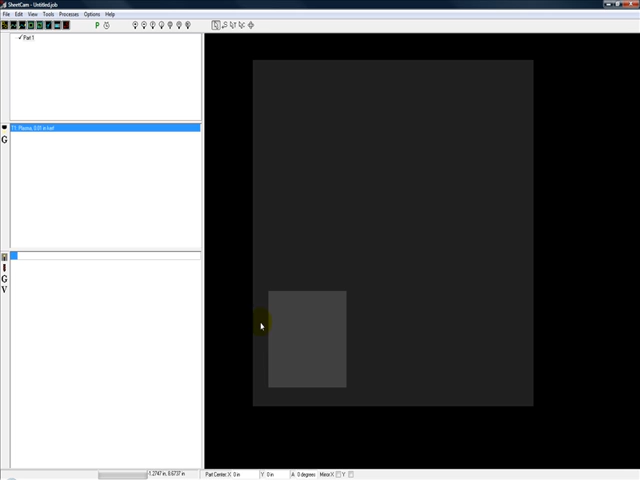 SheetCam - Untitled.job
File Edit View Tools Processes Options Help
P
Part 1
T1: Plasma, 0.01 in kerf
G
G
V
-1.2747 in, 8.6737 in
Part Center: X 0 in Y 0 in A 0 degrees Mirror X Y